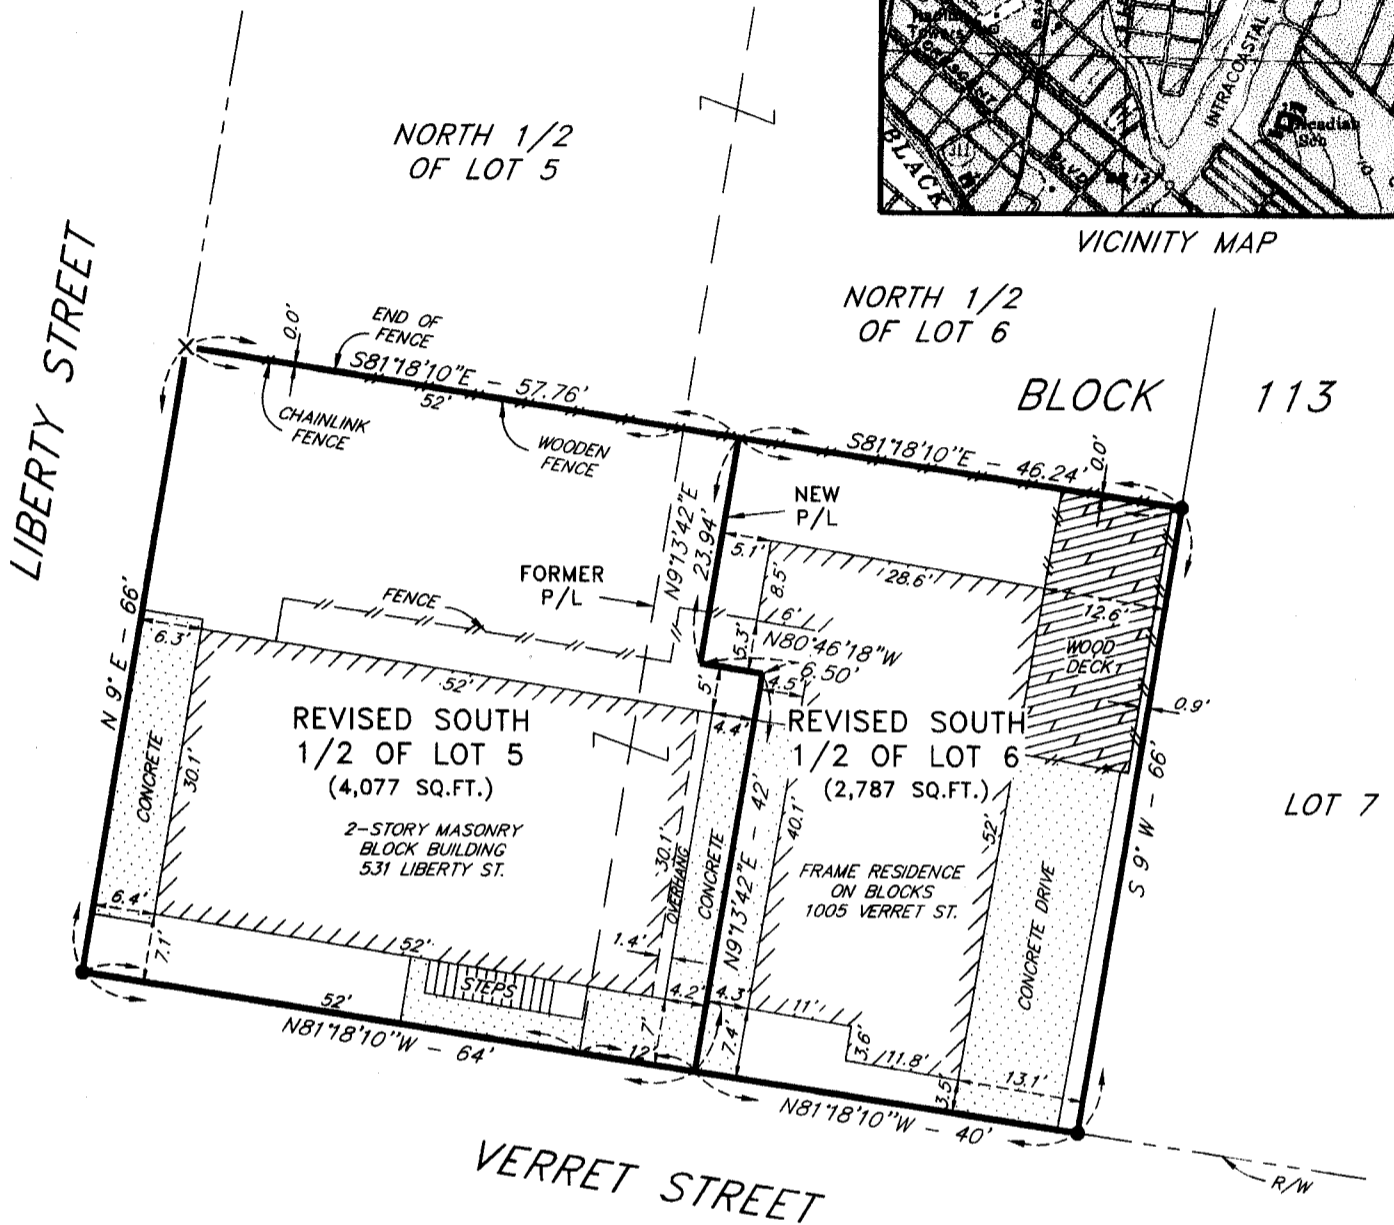 NORTH 1/2
OF LOT 5
BLACK
BLVD
INTRACOASTAL
311
VICINITY MAP
NORTH 1/2
OF LOT 6
BLOCK 113
LIBERTY STREET
0.0'
END OF
FENCE
S81°18'10"E - 57.76'
52'
CHAINLINK
FENCE
WOODEN
FENCE
S81°18'10"E - 46.24'
0.0'
NEW
P/L
N9°13'42"E
23.94'
FORMER
P/L
FENCE
5.1'
8.5'
28.6'
12.6'
6'
5.3'
N80°46'18"W
6.50'
WOOD
DECK
0.9'
N 9° E - 66'
6.3'
52'
5'
4.5'
4.4'
REVISED SOUTH
1/2 OF LOT 5
(4,077 SQ.FT.)
2-STORY MASONRY
BLOCK BUILDING
531 LIBERTY ST.
REVISED SOUTH
1/2 OF LOT 6
(2,787 SQ.FT.)
FRAME RESIDENCE
ON BLOCKS
1005 VERRET ST.
CONCRETE
30.1'
30.1'
OVERHANG
CONCRETE
N9°13'42"E - 42'
40.1'
52'
CONCRETE DRIVE
S 9° W - 66'
LOT 7
6.4'
7.1'
52'
STEPS
1.4'
4.2'
4.3'
11'
3.6'
11.8'
13.1'
3.5'
7'
7.4'
52'
12'
N81°18'10"W - 64'
N81°18'10"W - 40'
VERRET STREET
R/W